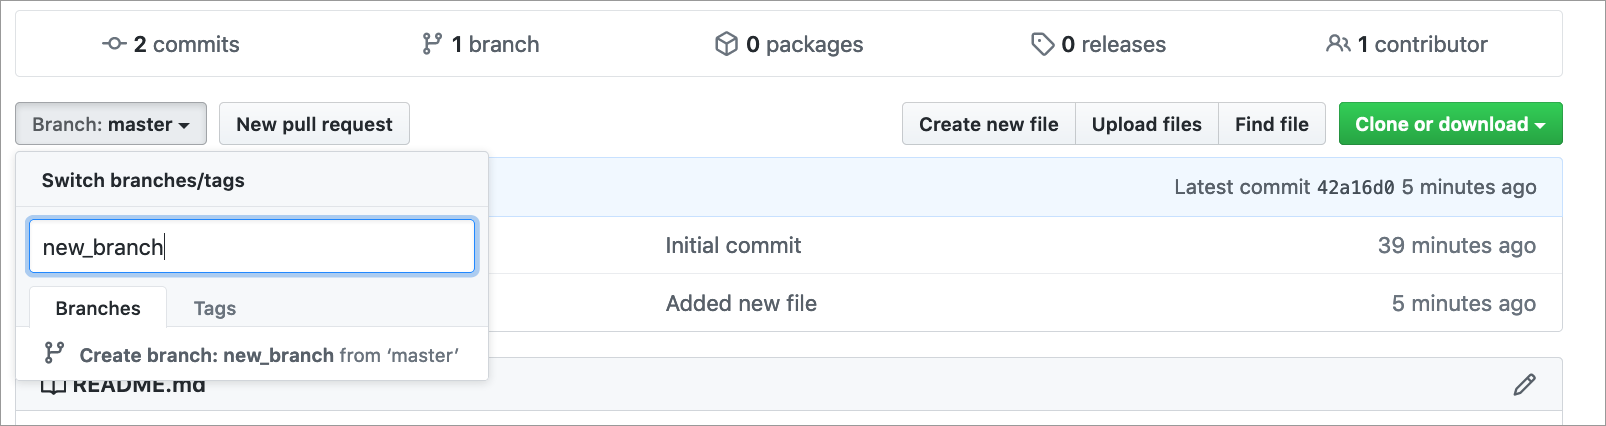 2 commits 1 branch 0 packages 0 releases 1 contributor
Branch: master New pull request Create new file Upload files Find file Clone or download
Switch branches/tags
Latest commit 42a16d0 5 minutes ago
new_branch
Initial commit 39 minutes ago
Branches Tags
Added new file 5 minutes ago
Create branch: new_branch from ‘master’
README.md